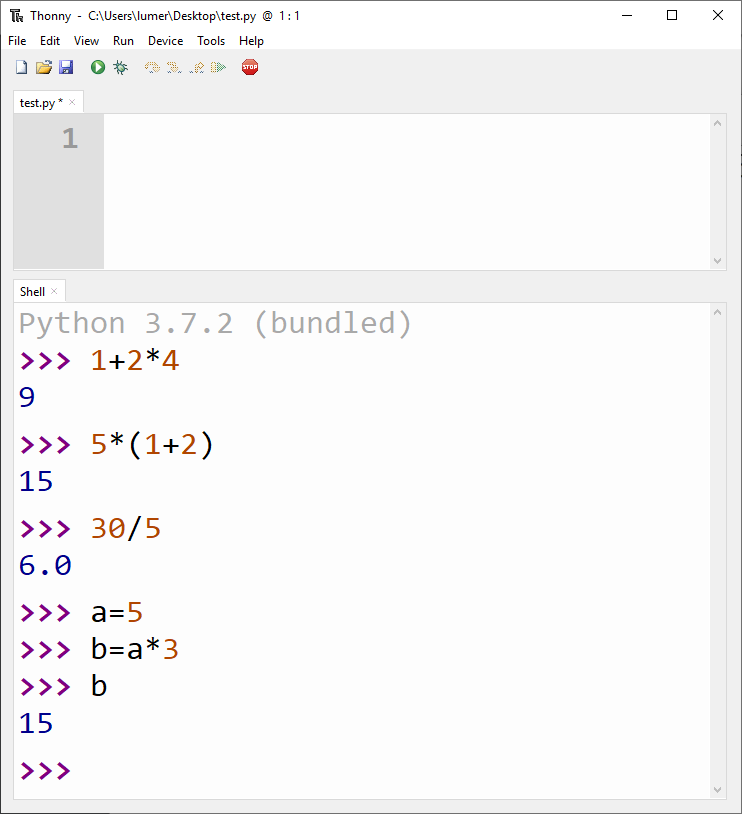 Thonny - C:\Users\lumer\Desktop\test.py @ 1 : 1
File Edit View Run Device Tools Help
STOP
test.py *
1
Shell
Python 3.7.2 (bundled)
>>> 1+2*4
9
>>> 5*(1+2)
15
>>> 30/5
6.0
>>> a=5
>>> b=a*3
>>> b
15
>>>